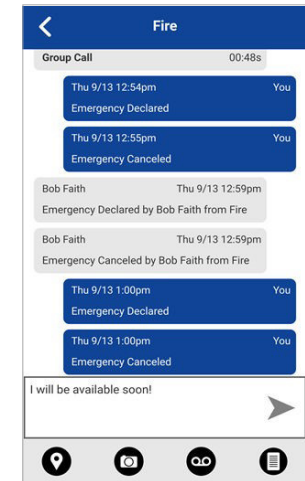 Fire
Group Call 00:48s
Thu 9/13 12:54pm You
Emergency Declared
Thu 9/13 12:55pm You
Emergency Canceled
Bob Faith Thu 9/13 12:59pm
Emergency Declared by Bob Faith from Fire
Bob Faith Thu 9/13 12:59pm
Emergency Canceled by Bob Faith from Fire
Thu 9/13 1:00pm You
Emergency Declared
Thu 9/13 1:00pm You
Emergency Canceled
I will be available soon!